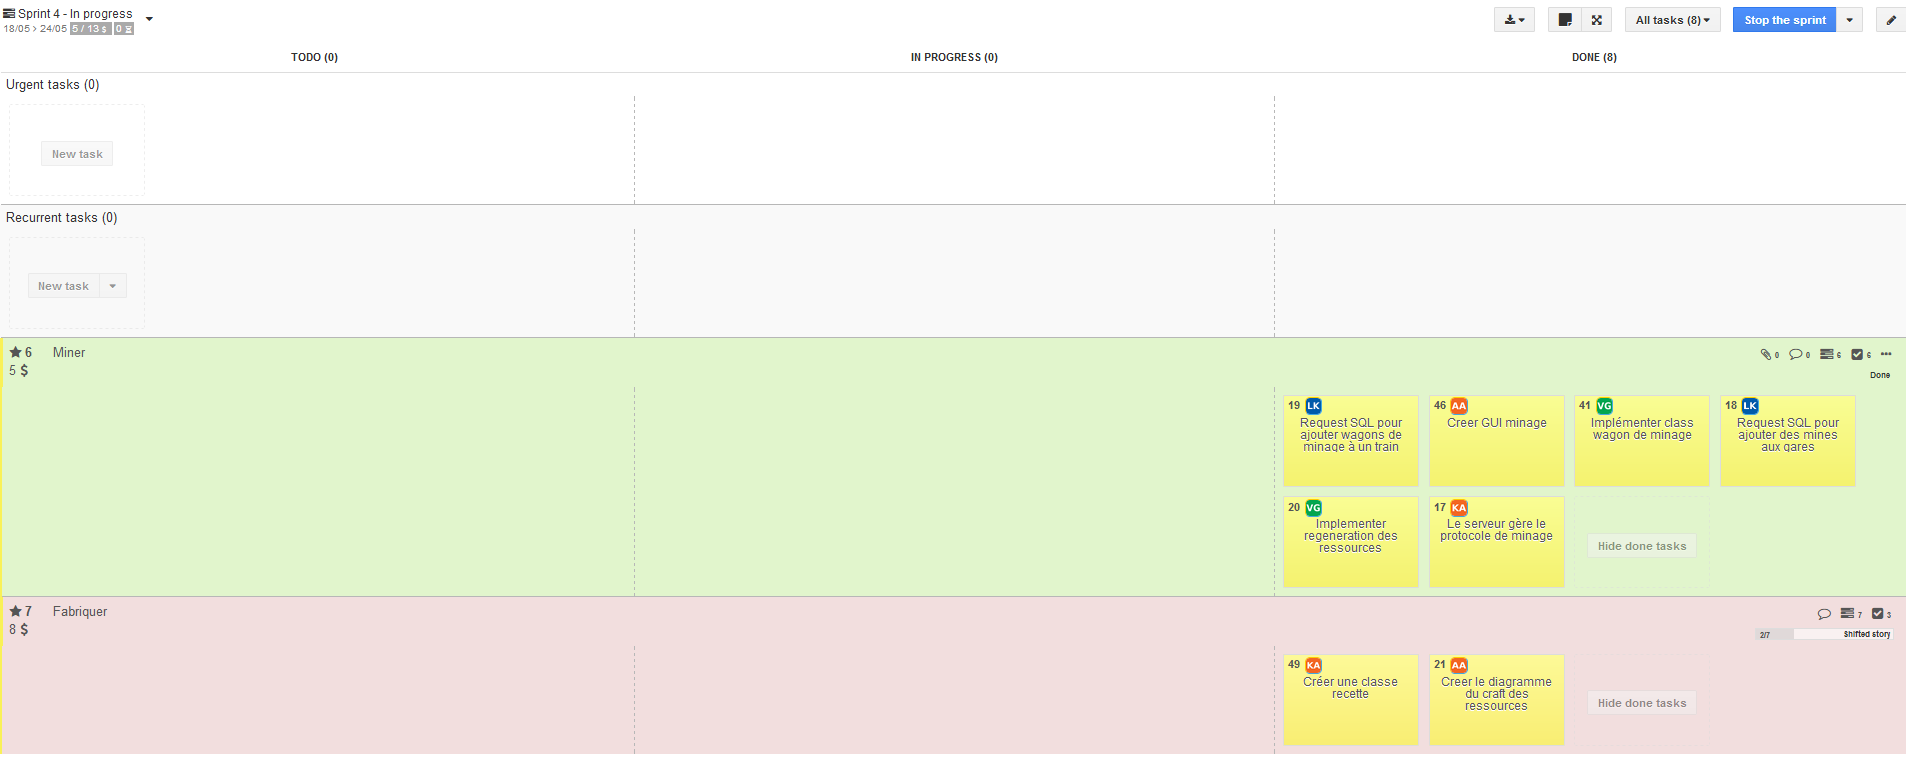 Sprint 4 - In progress
18/05 > 24/05 5 / 13 $ 0
All tasks (8)
Stop the sprint
TODO (0)
IN PROGRESS (0)
DONE (8)
Urgent tasks (0)
New task
Recurrent tasks (0)
New task
6 Miner
5 $
0 0 6 6 •••
Done
19 LK
Request SQL pour
ajouter wagons de
minage à un train
46 AA
Creer GUI minage
41 VG
Implémenter class
wagon de minage
18 LK
Request SQL pour
ajouter des mines
aux gares
20 VG
Implementer
regeneration des
ressources
17 KA
Le serveur gère le
protocole de minage
Hide done tasks
7 Fabriquer
8 $
7 3
2/7 Shifted story
49 KA
Créer une classe
recette
21 AA
Creer le diagramme
du craft des
ressources
Hide done tasks